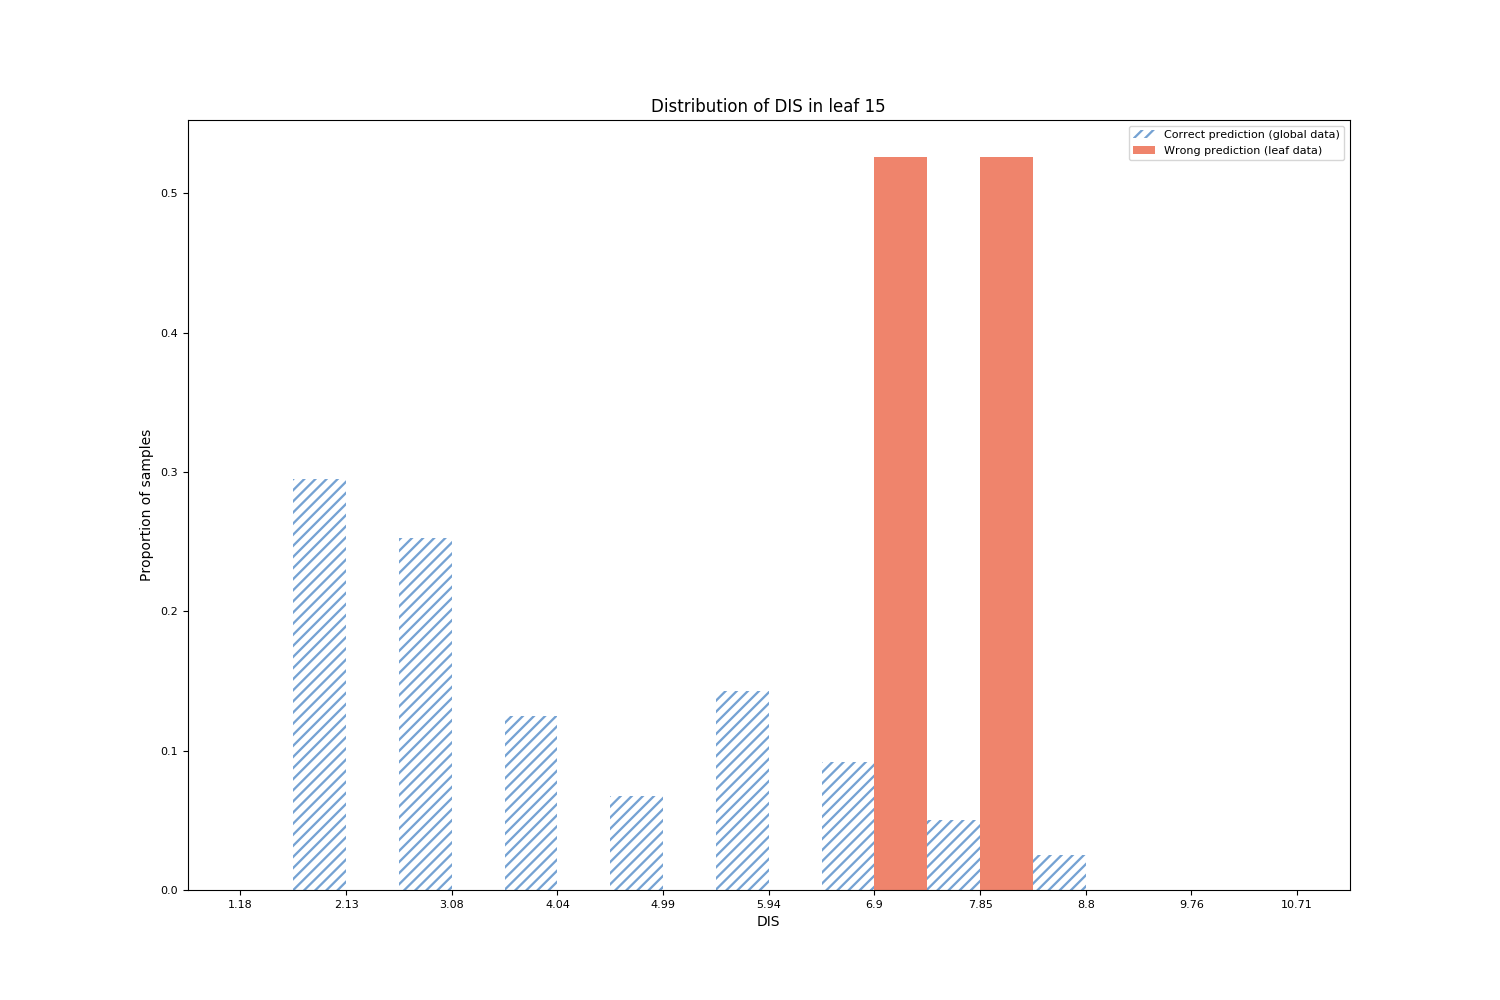 Distribution of DIS in leaf 15
Correct prediction (global data)
Wrong prediction (leaf data)
Proportion of samples
0.5
0.4
0.3
0.2
0.1
0.0
1.18 2.13 3.08 4.04 4.99 5.94 6.9 7.85 8.8 9.76 10.71
DIS